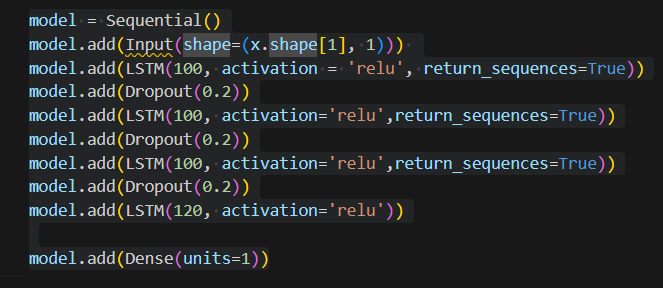 model = Sequential()
model.add(Input(shape=(x.shape[1], 1)))
model.add(LSTM(100, activation = 'relu', return_sequences=True))
model.add(Dropout(0.2))
model.add(LSTM(100, activation='relu',return_sequences=True))
model.add(Dropout(0.2))
model.add(LSTM(100, activation='relu',return_sequences=True))
model.add(Dropout(0.2))
model.add(LSTM(120, activation='relu'))
model.add(Dense(units=1))